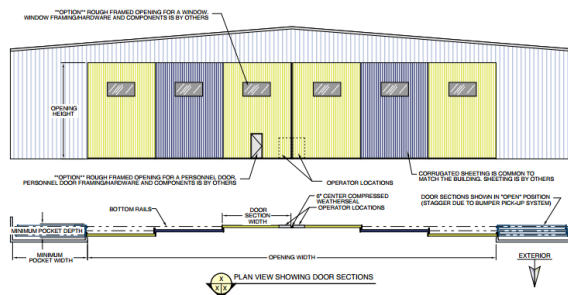 "OPTION" ROUGH FRAMED OPENING FOR A WINDOW.
WINDOW FRAMING/HARDWARE AND COMPONENTS IS BY OTHERS
OPENING
HEIGHT
"OPTION" ROUGH FRAMED OPENING FOR A PERSONNEL DOOR.
PERSONNEL DOOR FRAMING/HARDWARE AND COMPONENTS IS BY OTHERS
OPERATOR LOCATIONS
CORRUGATED SHEETING IS COMMON TO
MATCH THE BUILDING. SHEETING IS BY OTHERS
6" CENTER COMPRESSED
WEATHERSEAL
OPERATOR LOCATIONS
DOOR
SECTION
WIDTH
BOTTOM RAILS
DOOR SECTIONS SHOWN IN "OPEN" POSITION
(STAGGER DUE TO BUMPER PICK-UP SYSTEM)
MINIMUM POCKET DEPTH
MINIMUM
POCKET WIDTH
OPENING WIDTH
EXTERIOR
X
X X
PLAN VIEW SHOWING DOOR SECTIONS